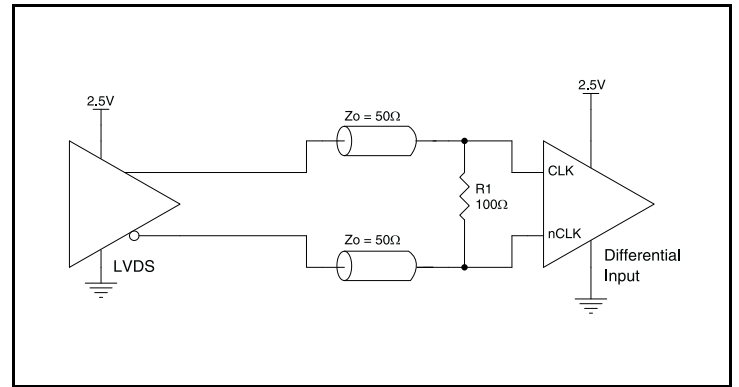 2.5V
2.5V
Zo = 50Ω
CLK
R1
100Ω
nCLK
Zo = 50Ω
LVDS
Differential
Input